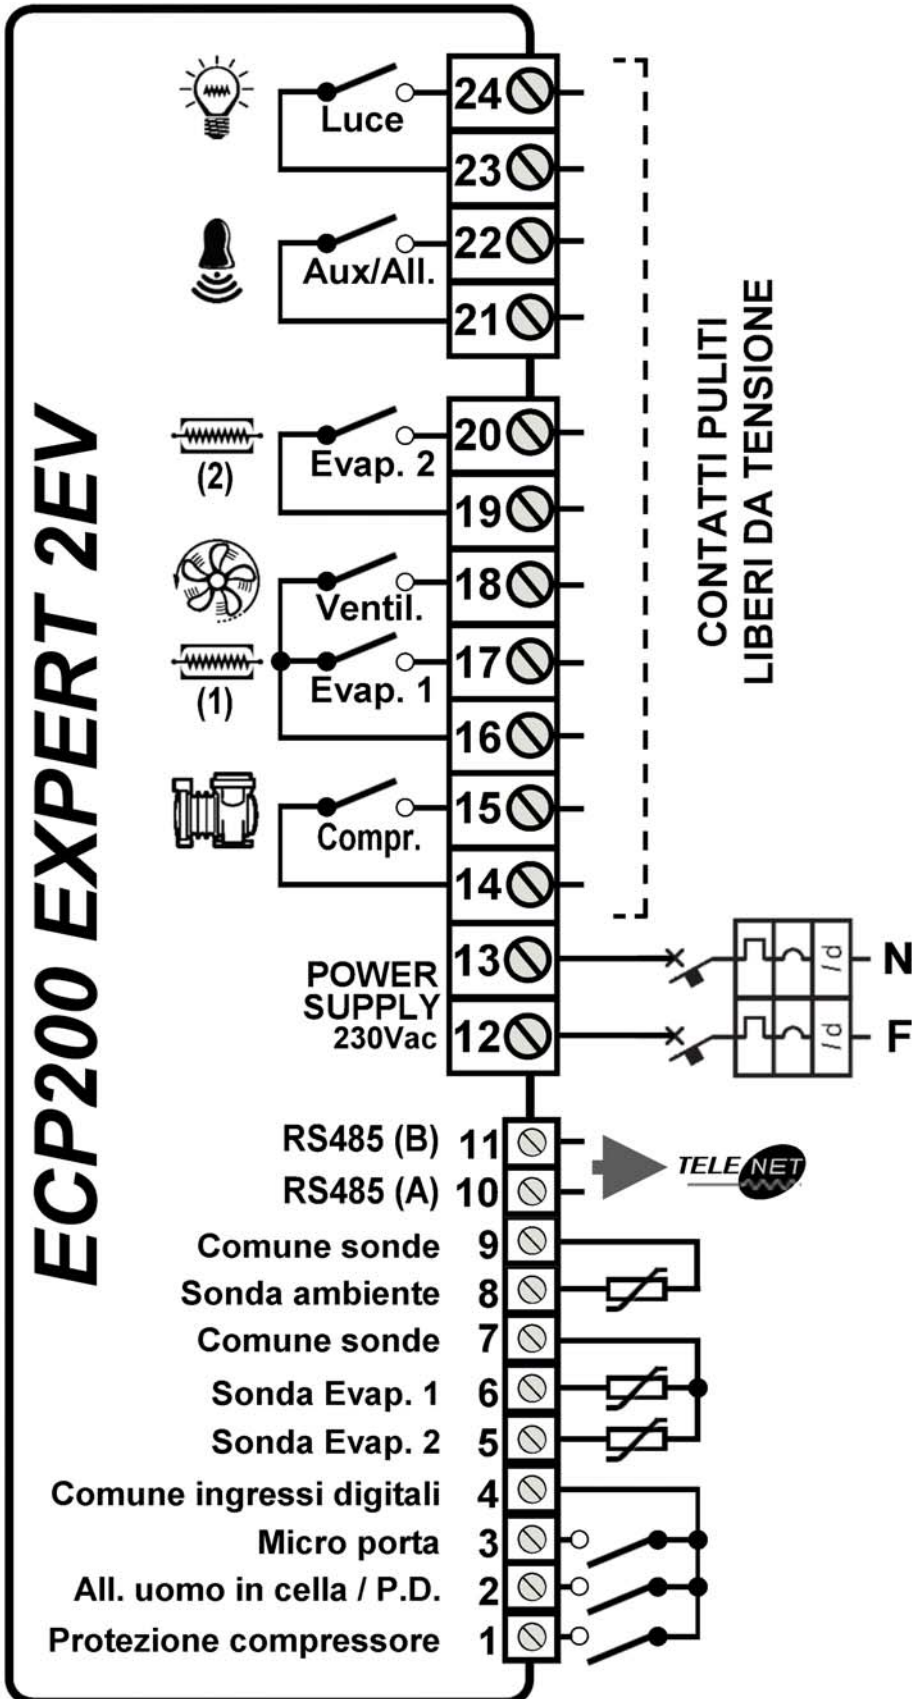 ECP200 EXPERT 2EV
24
Luce
23
22
Aux/All.
21
20
(2)
Evap. 2
19
18
Ventil.
17
(1)
Evap. 1
16
15
Compr.
14
CONTATTI PULITI
LIBERI DA TENSIONE
13
N
POWER
SUPPLY
230Vac
12
F
I d
I d
RS485 (B) 11
TELE NET
RS485 (A) 10
Comune sonde 9
Sonda ambiente 8
Comune sonde 7
Sonda Evap. 1 6
Sonda Evap. 2 5
Comune ingressi digitali 4
Micro porta 3
All. uomo in cella / P.D. 2
Protezione compressore 1